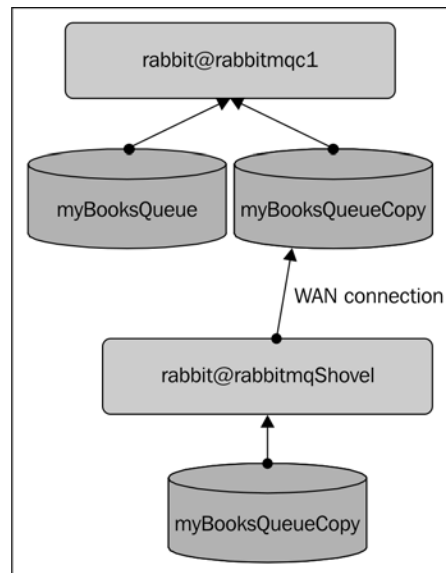 rabbit@rabbitmqc1
myBooksQueue
myBooksQueueCopy
WAN connection
rabbit@rabbitmqShovel
myBooksQueueCopy